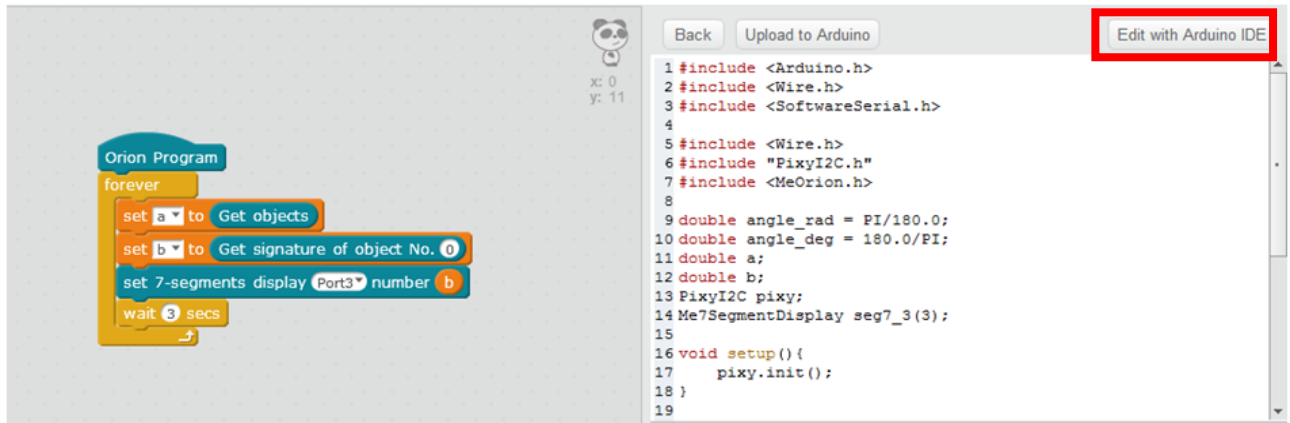 x: 0
y: 11
Orion Program
forever
set a to Get objects
set b to Get signature of object No. 0
set 7-segments display Port3 number b
wait 3 secs
Back Upload to Arduino Edit with Arduino IDE
1 #include <Arduino.h>
2 #include <Wire.h>
3 #include <SoftwareSerial.h>
4
5 #include <Wire.h>
6 #include "PixyI2C.h"
7 #include <MeOrion.h>
8
9 double angle_rad = PI/180.0;
10 double angle_deg = 180.0/PI;
11 double a;
12 double b;
13 PixyI2C pixy;
14 Me7SegmentDisplay seg7_3(3);
15
16 void setup(){
17 pixy.init();
18 }
19